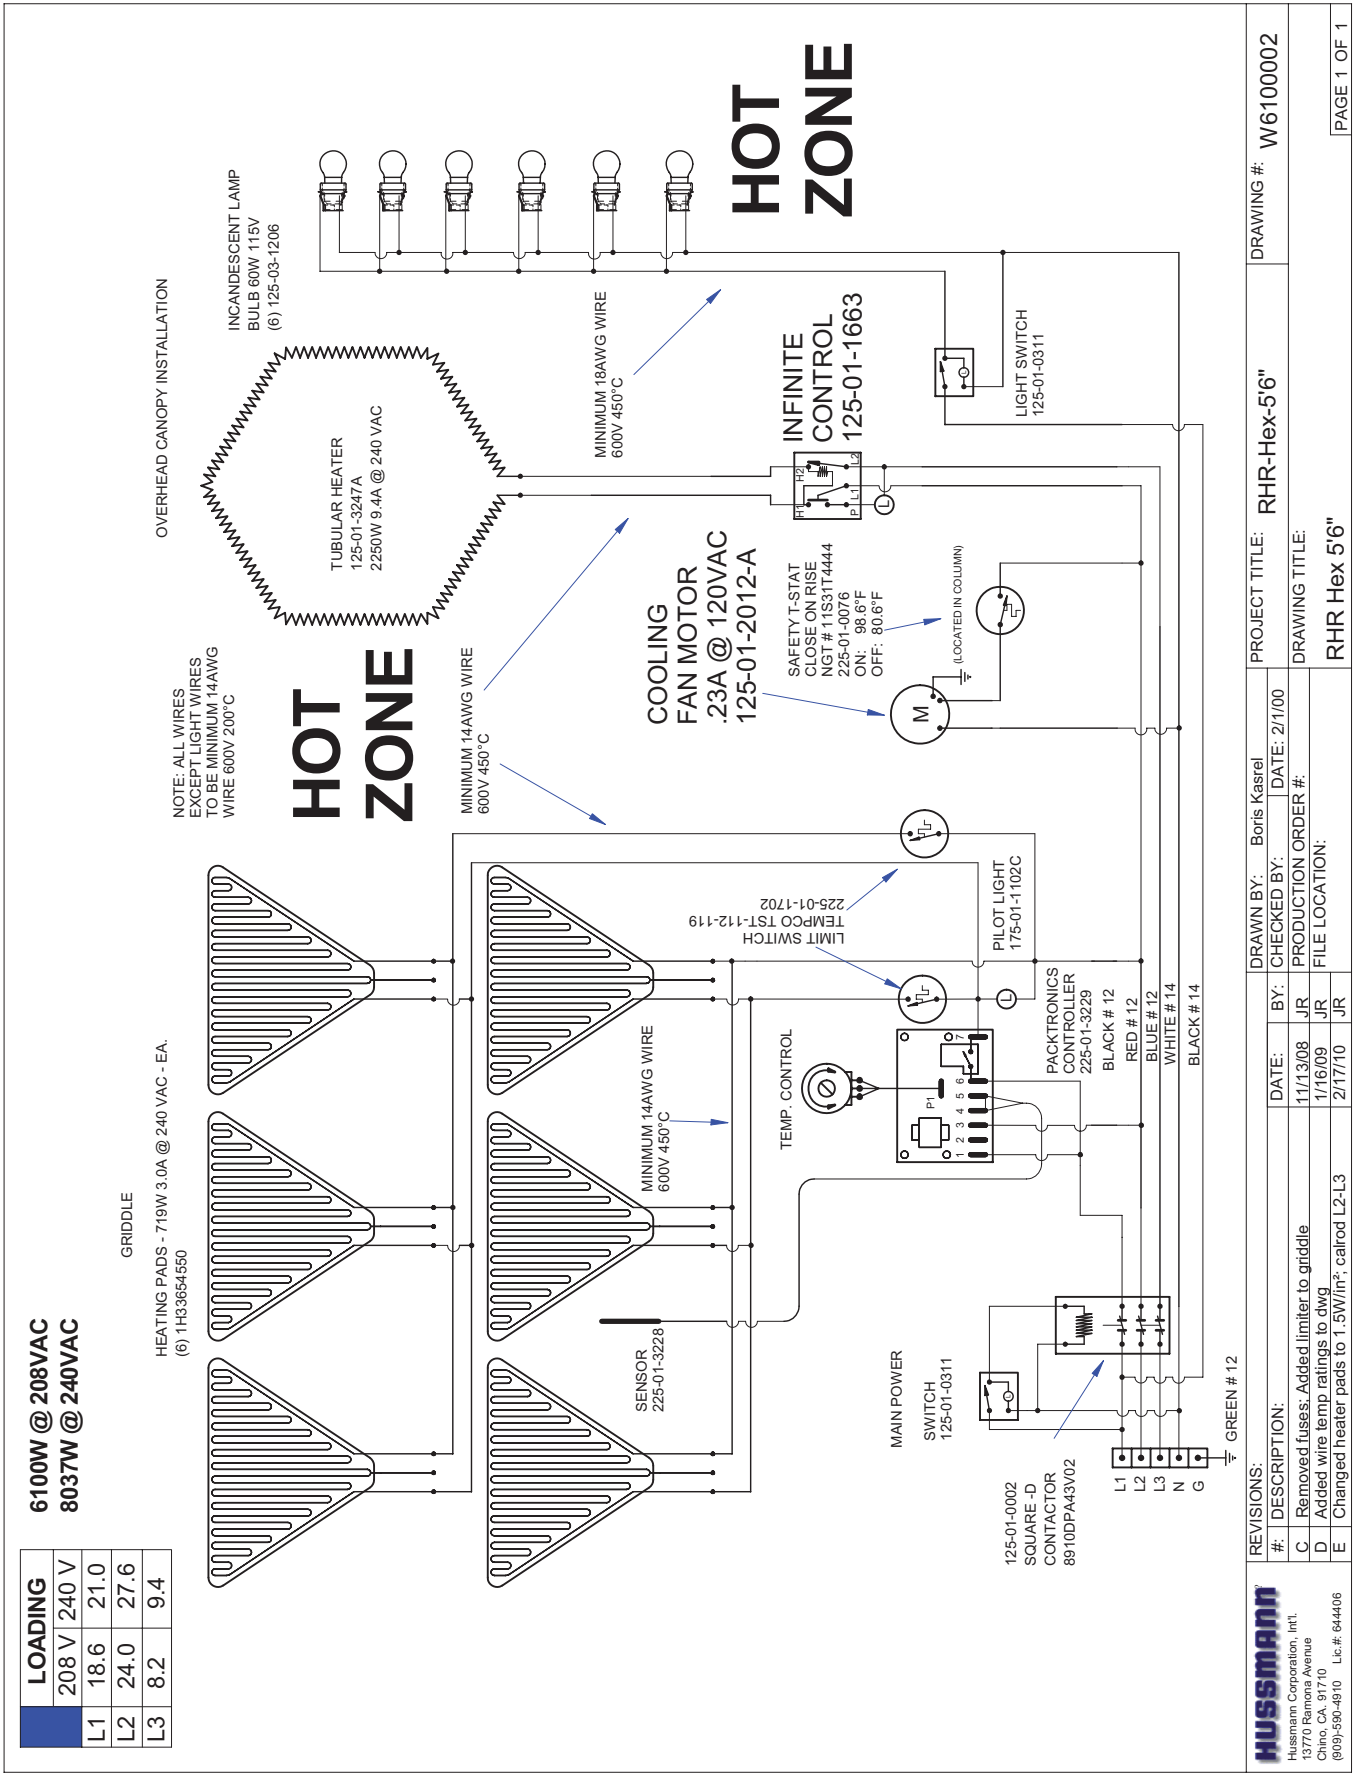 LOADING
208 V 240 V
L1 18.6 21.0
L2 24.0 27.6
L3 8.2 9.4
6100W @ 208VAC
8037W @ 240VAC
GRIDDLE
HEATING PADS - 719W 3.0A @ 240 VAC - EA.
(6) 1H33654550
NOTE: ALL WIRES
EXCEPT LIGHT WIRES
TO BE MINIMUM 14AWG
WIRE 600V 200°C
HOT
ZONE
OVERHEAD CANOPY INSTALLATION
TUBULAR HEATER
125-01-3247A
2250W 9.4A @ 240 VAC
INCANDESCENT LAMP
BULB 60W 115V
(6) 125-03-1206
HOT
ZONE
MINIMUM 14AWG WIRE
600V 450°C
MINIMUM 18AWG WIRE
600V 450°C
SENSOR
225-01-3228
MINIMUM 14AWG WIRE
600V 450°C
LIMIT SWITCH
TEMPCO TST-112-119
225-01-1702
COOLING
FAN MOTOR
.23A @ 120VAC
125-01-2012-A
SAFETY T-STAT
CLOSE ON RISE
NGT # 11S31T4444
225-01-0076
ON: 98.6°F
OFF: 80.6°F
(LOCATED IN COLUMN)
M
INFINITE
CONTROL
125-01-1663
H1 H2
P L1 L2
L
LIGHT SWITCH
125-01-0311
L
TEMP. CONTROL
P1
1 2 3 4 5 6 7
L
PILOT LIGHT
175-01-1102C
PACKTRONICS
CONTROLLER
225-01-3229
MAIN POWER
SWITCH
125-01-0311
L
125-01-0002
SQUARE -D
CONTACTOR
8910DPA43V02
BLACK # 12
RED # 12
BLUE # 12
WHITE # 14
BLACK # 14
L1
L2
L3
N
G
GREEN # 12
HUSSMANN
Hussmann Corporation, Int'l.
13770 Ramona Avenue
Chino, CA. 91710
(909)-590-4910 Lic.#: 644406
REVISIONS:
#: DESCRIPTION: DATE: BY:
C Removed fuses; Added limiter to griddle 11/13/08 JR
D Added wire temp ratings to dwg 1/16/09 JR
E Changed heater pads to 1.5W/in²; calrod L2-L3 2/17/10 JR
DRAWN BY: Boris Kasrel
CHECKED BY: DATE: 2/1/00
PRODUCTION ORDER #:
FILE LOCATION:
PROJECT TITLE: RHR-Hex-5'6"
DRAWING TITLE:
RHR Hex 5'6"
DRAWING #: W6100002
PAGE 1 OF 1